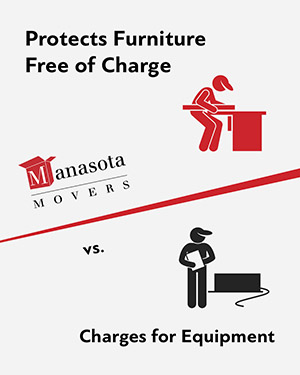 Protects Furniture
Free of Charge
Manasota
MOVERS
vs.
Charges for Equipment